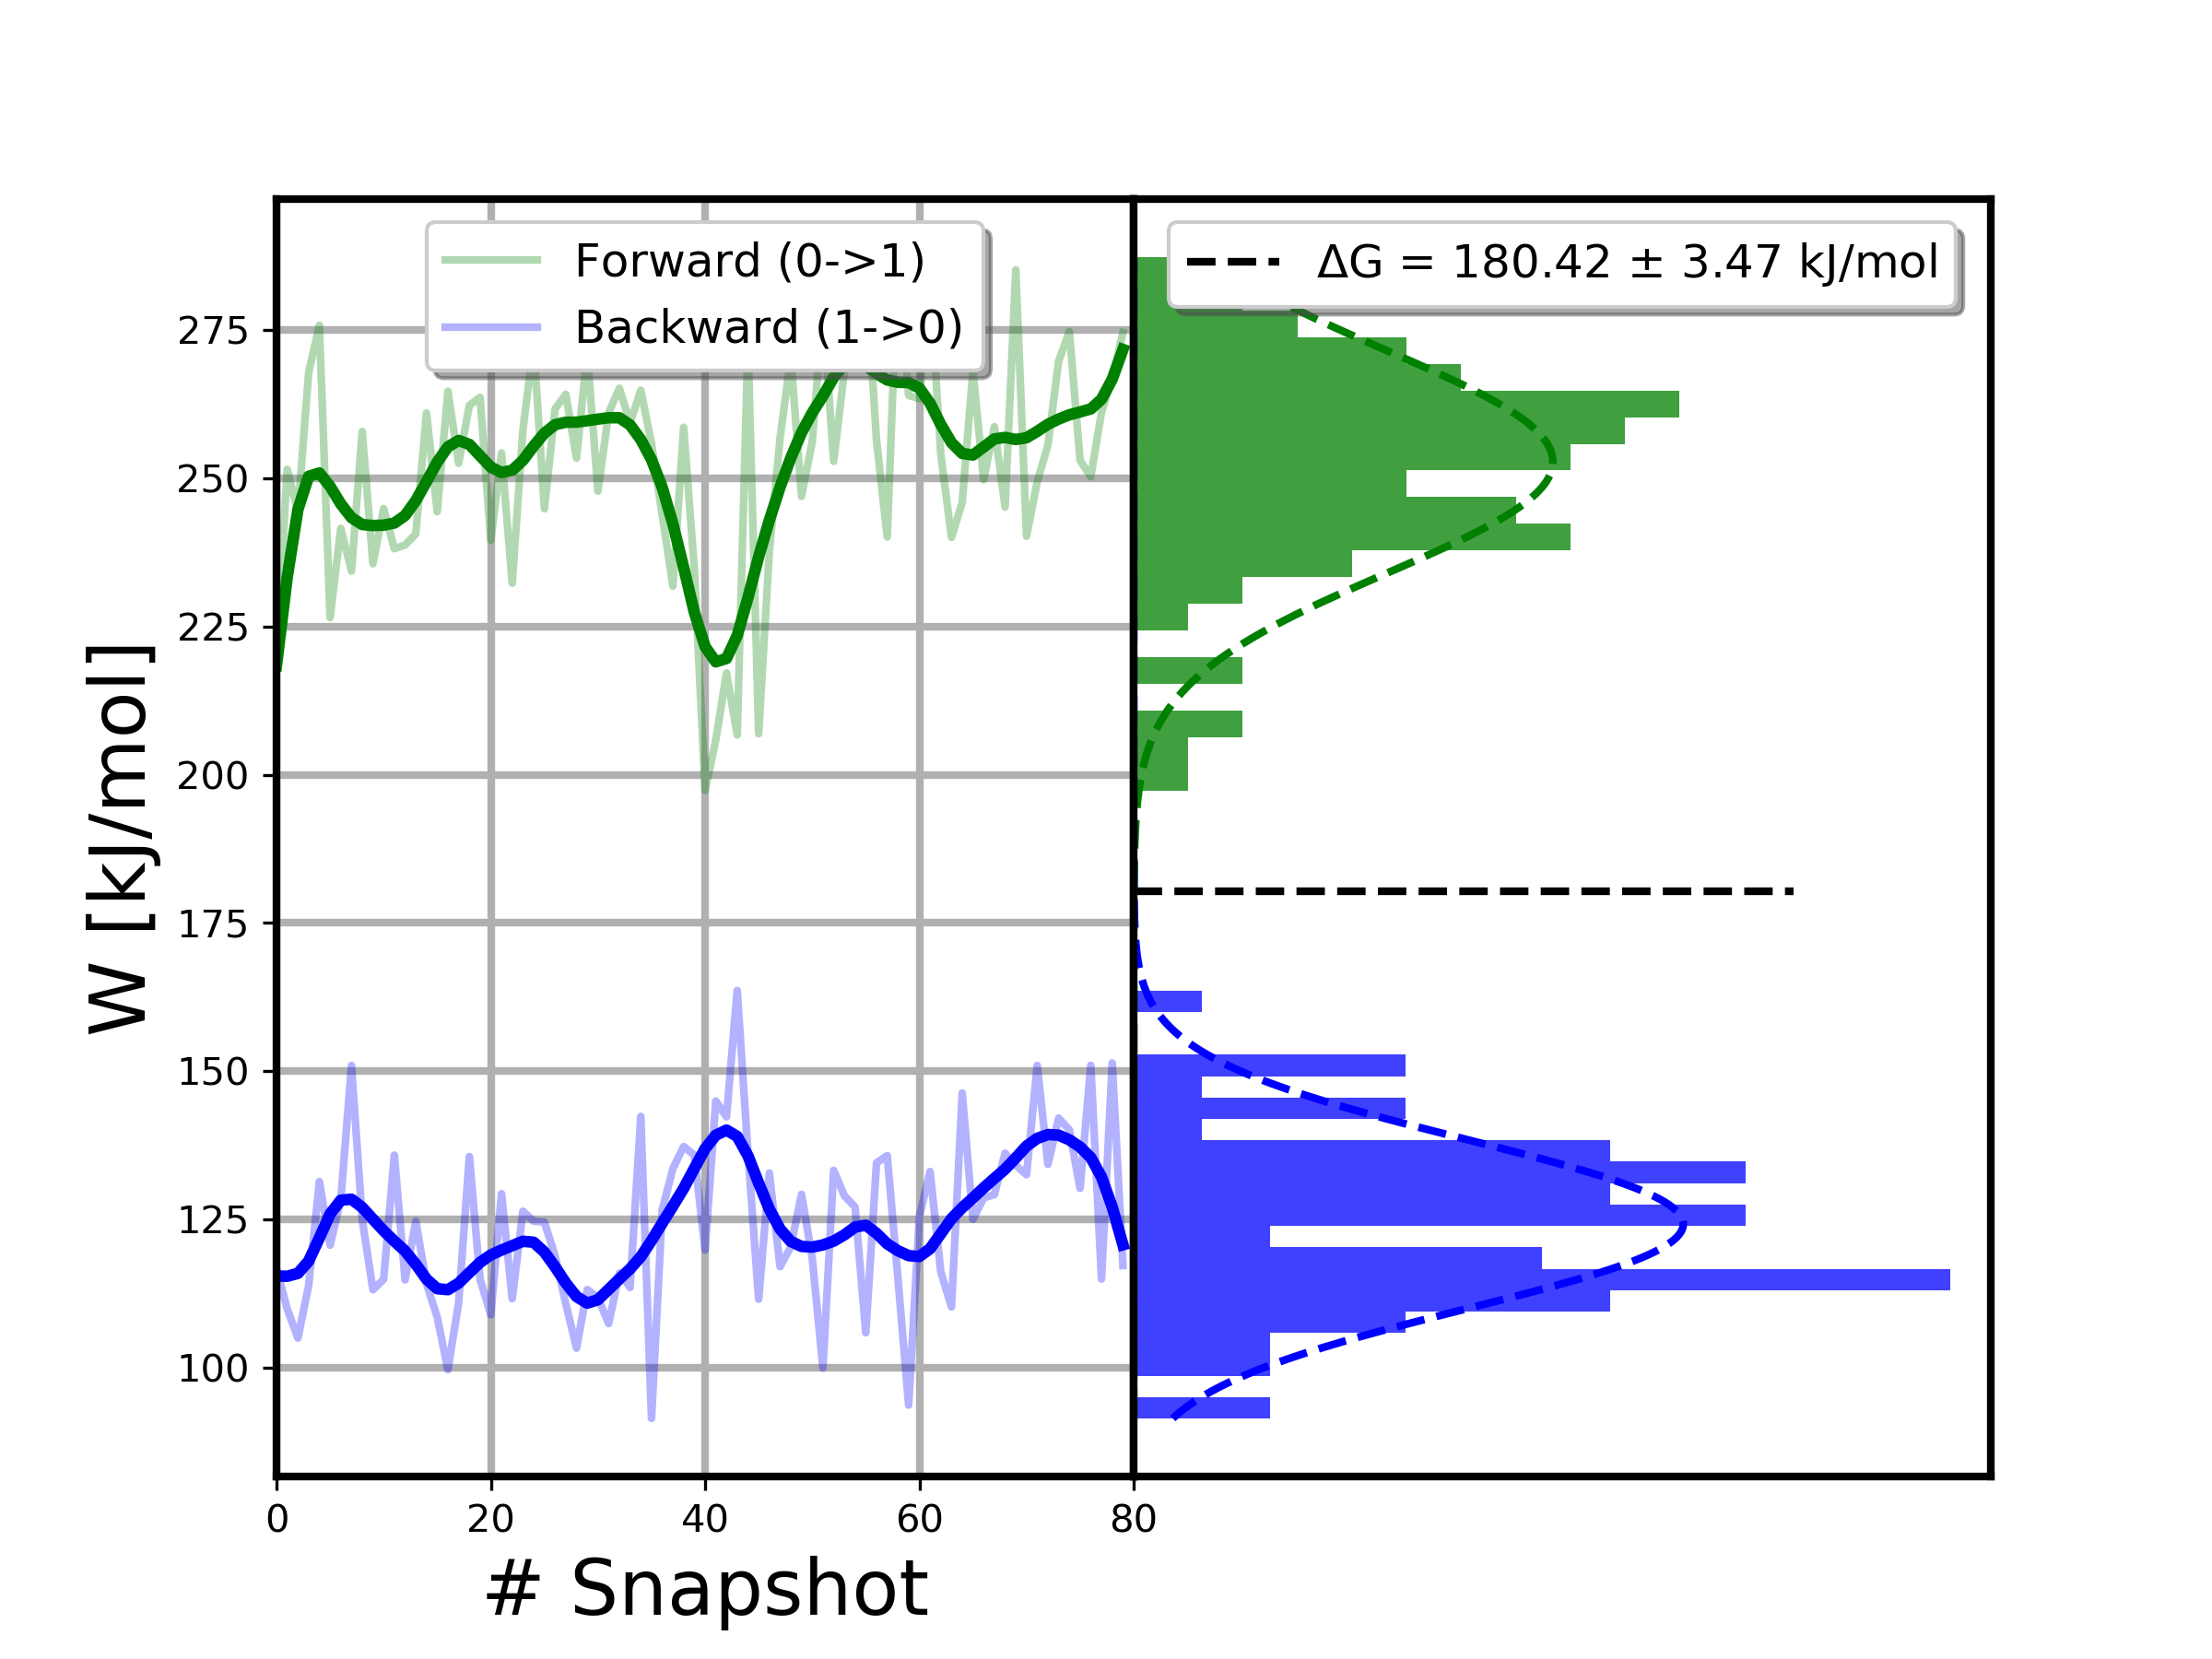 Forward (0->1)
Backward (1->0)
ΔG = 180.42 ± 3.47 kJ/mol
W [kJ/mol]
275
250
225
200
175
150
125
100
0 20 40 60 80
# Snapshot